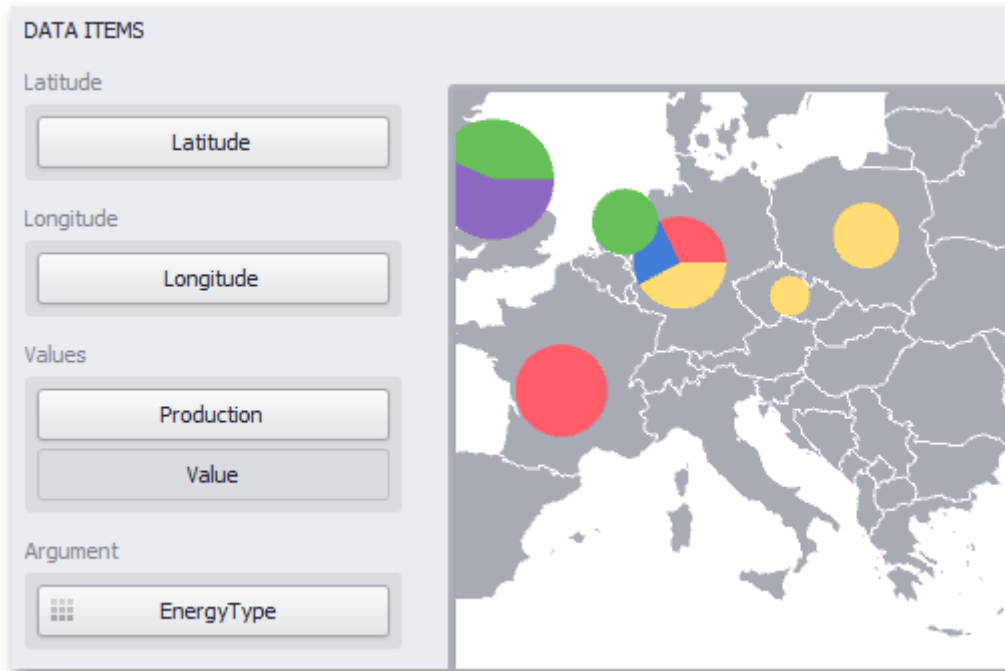 DATA ITEMS
Latitude
Latitude
Longitude
Longitude
Values
Production
Value
Argument
EnergyType